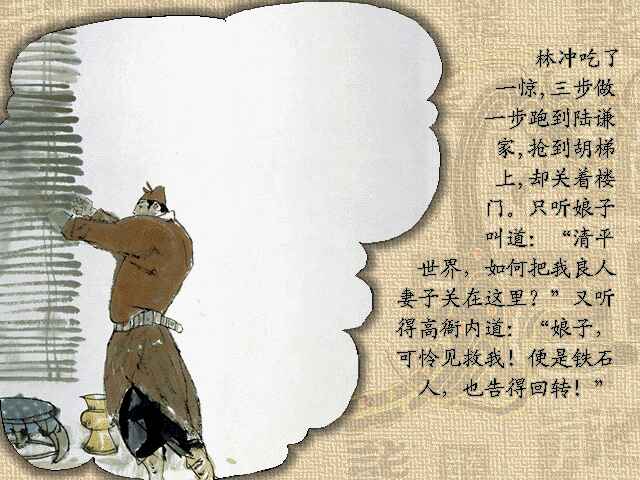 林冲吃了
一惊,三步做
一步跑到陆谦
家,抢到胡梯
上,却关着楼
门。只听娘子
叫道：“清平
世界，如何把我良人
妻子关在这里？”又听
得高衙内道：“娘子，
可怜见救我！便是铁石
人，也告得回转！”